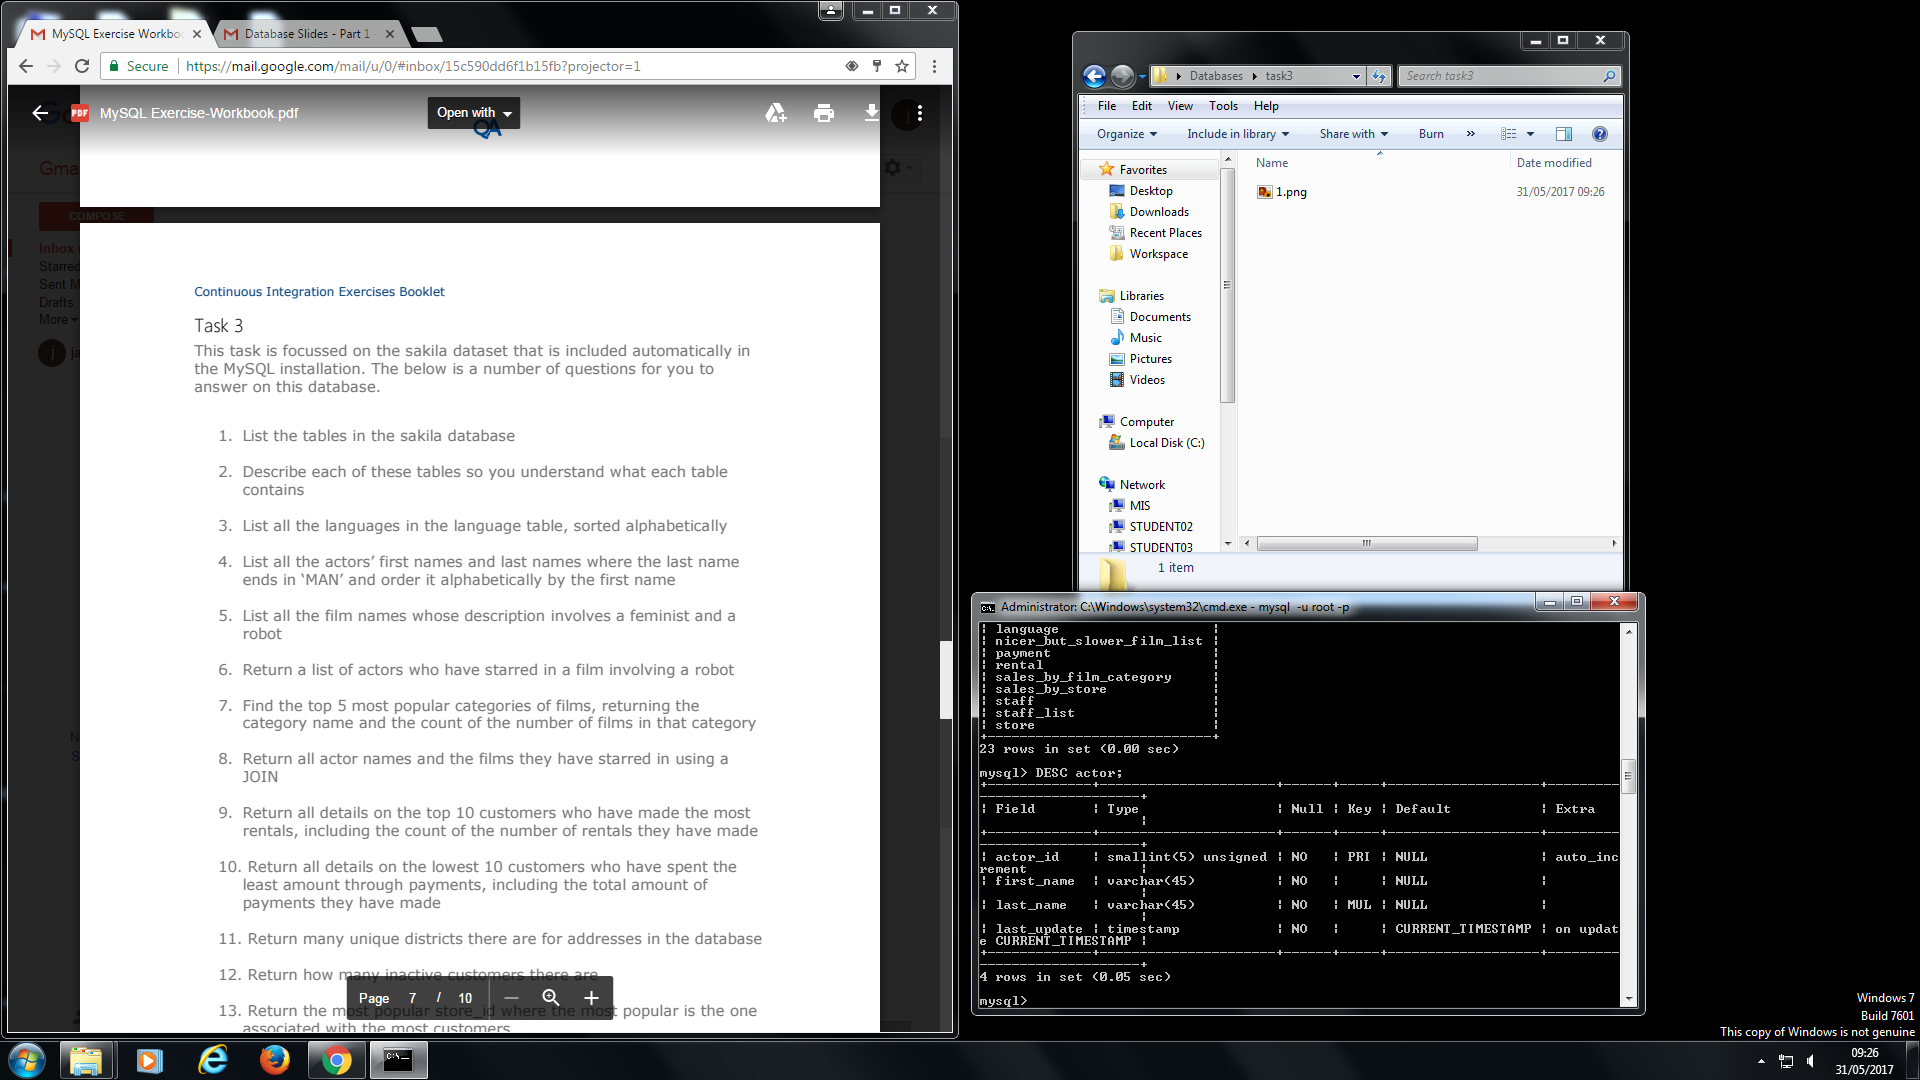 MySQL Exercise Workbo
Database Slides - Part 1
Secure
https://mail.google.com/mail/u/0/#inbox/15c590dd6f1b15fb?projector=1
PDF
MySQL Exercise-Workbook.pdf
Open with
QA
COMPOSE
Inbox
Starred
Sent M
Drafts
More
Continuous Integration Exercises Booklet
Task 3
This task is focussed on the sakila dataset that is included automatically in
the MySQL installation. The below is a number of questions for you to
answer on this database.
1. List the tables in the sakila database
2. Describe each of these tables so you understand what each table
contains
3. List all the languages in the language table, sorted alphabetically
4. List all the actors’ first names and last names where the last name
ends in ‘MAN’ and order it alphabetically by the first name
5. List all the film names whose description involves a feminist and a
robot
6. Return a list of actors who have starred in a film involving a robot
7. Find the top 5 most popular categories of films, returning the
category name and the count of the number of films in that category
8. Return all actor names and the films they have starred in using a
JOIN
9. Return all details on the top 10 customers who have made the most
rentals, including the count of the number of rentals they have made
10. Return all details on the lowest 10 customers who have spent the
least amount through payments, including the total amount of
payments they have made
11. Return many unique districts there are for addresses in the database
12. Return how many inactive customers there are
13. Return the most popular store_id where the most popular is the one
associated with the most customers
Page 7 / 10
Databases
task3
Search task3
File Edit View Tools Help
Organize Include in library Share with Burn »
Name Date modified
1.png 31/05/2017 09:26
Favorites
Desktop
Downloads
Recent Places
Workspace
Libraries
Documents
Music
Pictures
Videos
Computer
Local Disk (C:)
Network
MIS
STUDENT02
STUDENT03
1 item
Administrator: C:\Windows\system32\cmd.exe - mysql -u root -p
| language |
| nicer_but_slower_film_list |
| payment |
| rental |
| sales_by_film_category |
| sales_by_store |
| staff |
| staff_list |
| store |
+----------------------------+
23 rows in set (0.00 sec)
mysql> DESC actor;
| Field | Type | Null | Key | Default | Extra
|
| actor_id | smallint(5) unsigned | NO | PRI | NULL | auto_inc
rement |
| first_name | varchar(45) | NO | | NULL |
|
| last_name | varchar(45) | NO | MUL | NULL |
|
| last_update | timestamp | NO | | CURRENT_TIMESTAMP | on updat
e CURRENT_TIMESTAMP |
4 rows in set (0.05 sec)
mysql>
Windows 7
Build 7601
This copy of Windows is not genuine
09:26
31/05/2017